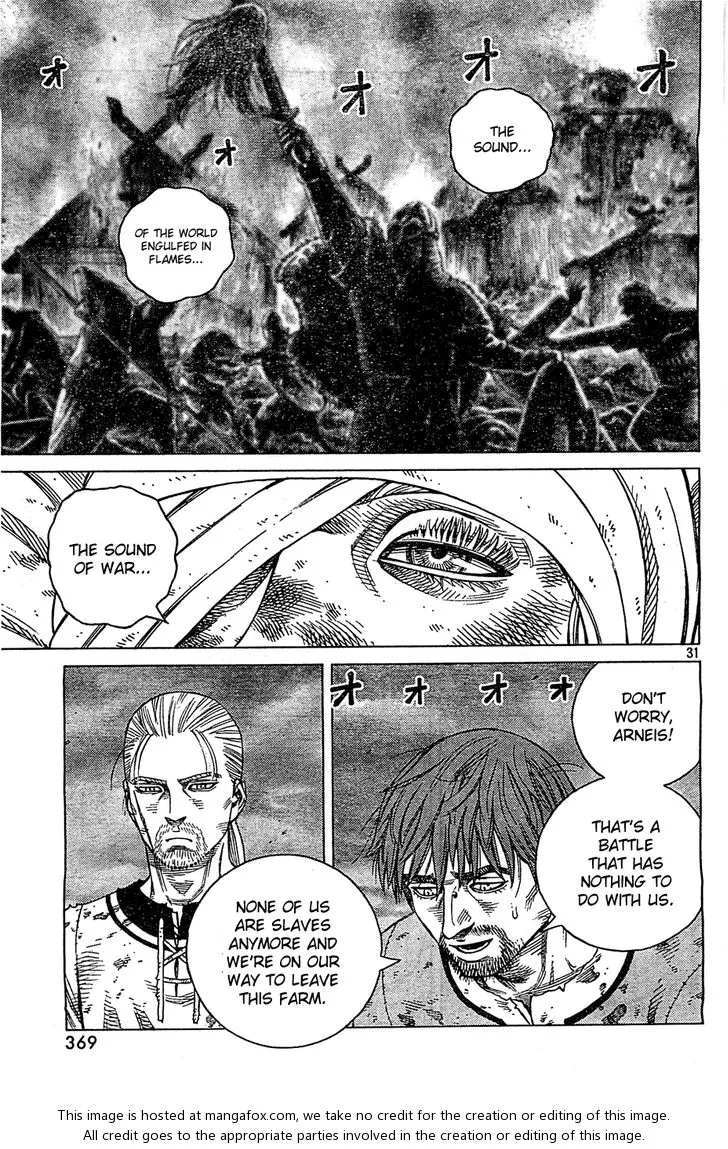 オ
オ
オ
オ
オ
THE
SOUND...
OF THE WORLD
ENGULFED IN
FLAMES...
THE SOUND
OF WAR...
31
オ
オ
オ
オ
DON'T
WORRY,
ARNEIS!
THAT'S A
BATTLE
THAT HAS
NOTHING TO
DO WITH US.
NONE OF US
ARE SLAVES
ANYMORE AND
WE'RE ON OUR
WAY TO LEAVE
THIS FARM.
369
This image is hosted at mangafox.com, we take no credit for the creation or editing of this image.
All credit goes to the appropriate parties involved in the creation or editing of this image.